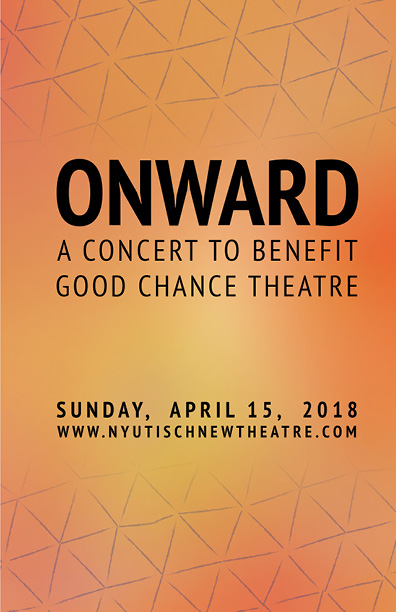 ONWARD
A CONCERT TO BENEFIT
GOOD CHANCE THEATRE
SUNDAY, APRIL 15, 2018
WWW.NYUTISCHNEWTHEATRE.COM